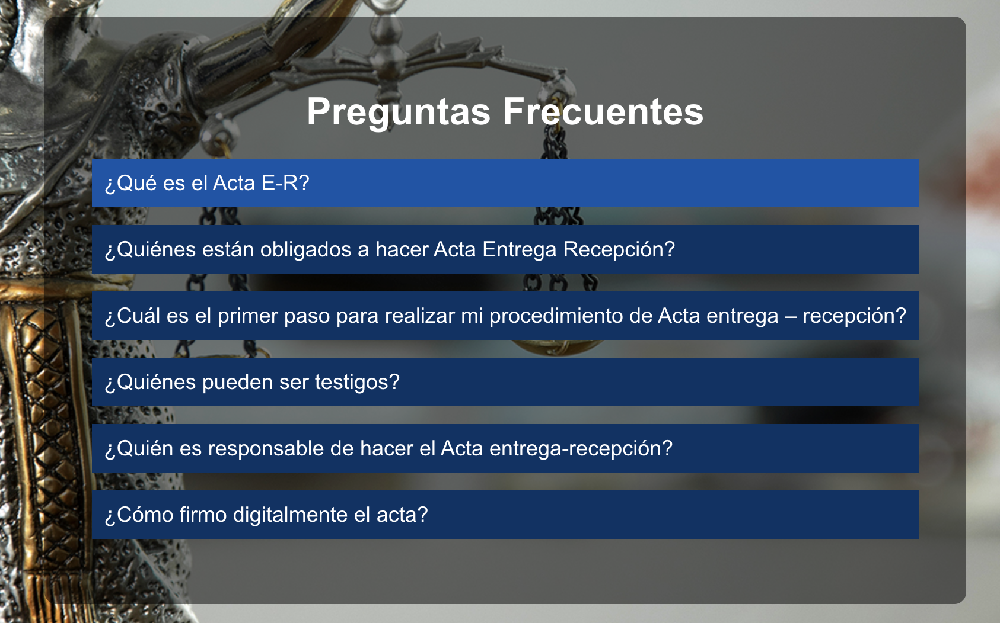 Preguntas Frecuentes
¿Qué es el Acta E-R?
¿Quiénes están obligados a hacer Acta Entrega Recepción?
¿Cuál es el primer paso para realizar mi procedimiento de Acta entrega – recepción?
¿Quiénes pueden ser testigos?
¿Quién es responsable de hacer el Acta entrega-recepción?
¿Cómo firmo digitalmente el acta?